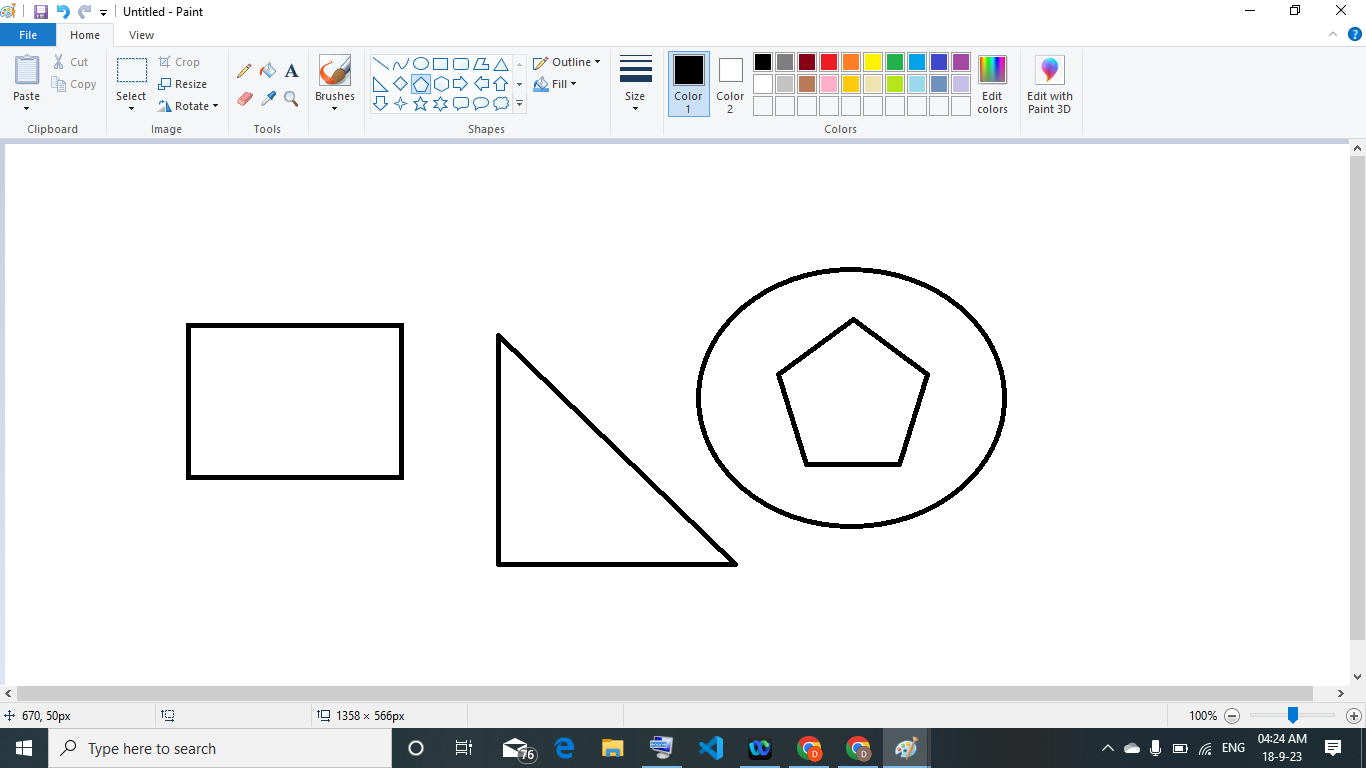 Untitled - Paint
File Home View
Paste
Cut
Copy
Clipboard
Select
Crop
Resize
Rotate
Image
A
Tools
Brushes
Shapes
Outline
Fill
Size
Color 1
Color 2
Colors
Edit colors
Edit with Paint 3D
670, 50px
1358 × 566px
100%
Type here to search
76
D
D
ENG
04:24 AM
18-9-23